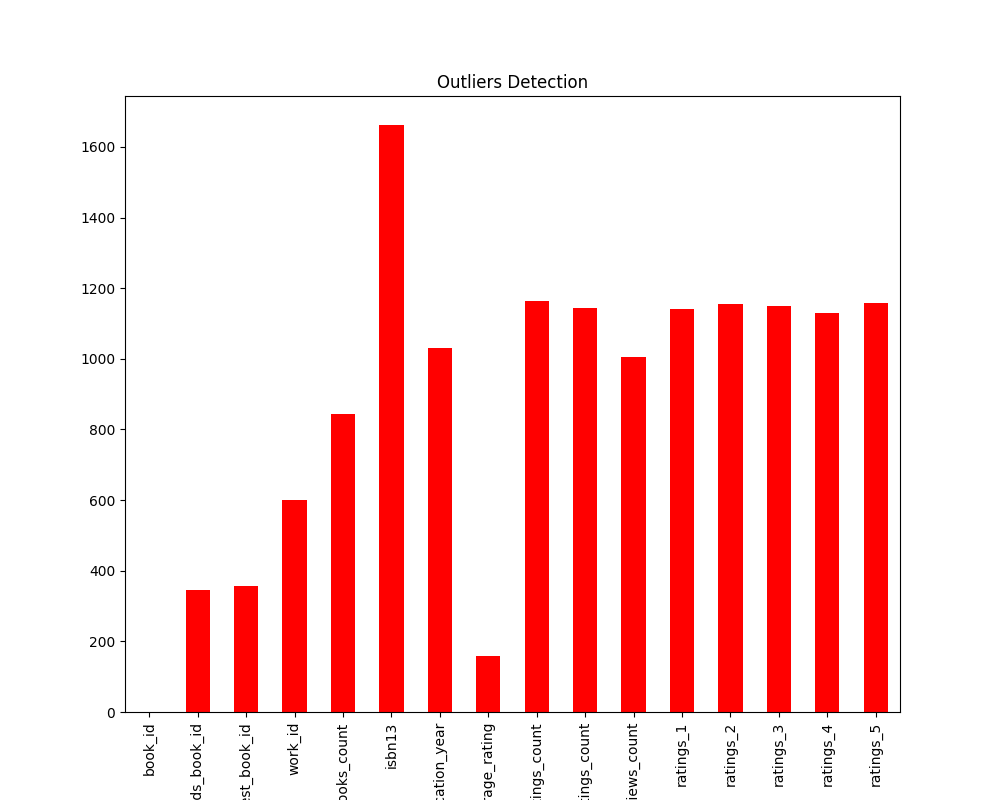 Outliers Detection
1600
1400
1200
1000
800
600
400
200
0
book_id
ds_book_id
est_book_id
work_id
ooks_count
isbn13
cation_year
rage_rating
tings_count
tings_count
iews_count
ratings_1
ratings_2
ratings_3
ratings_4
ratings_5